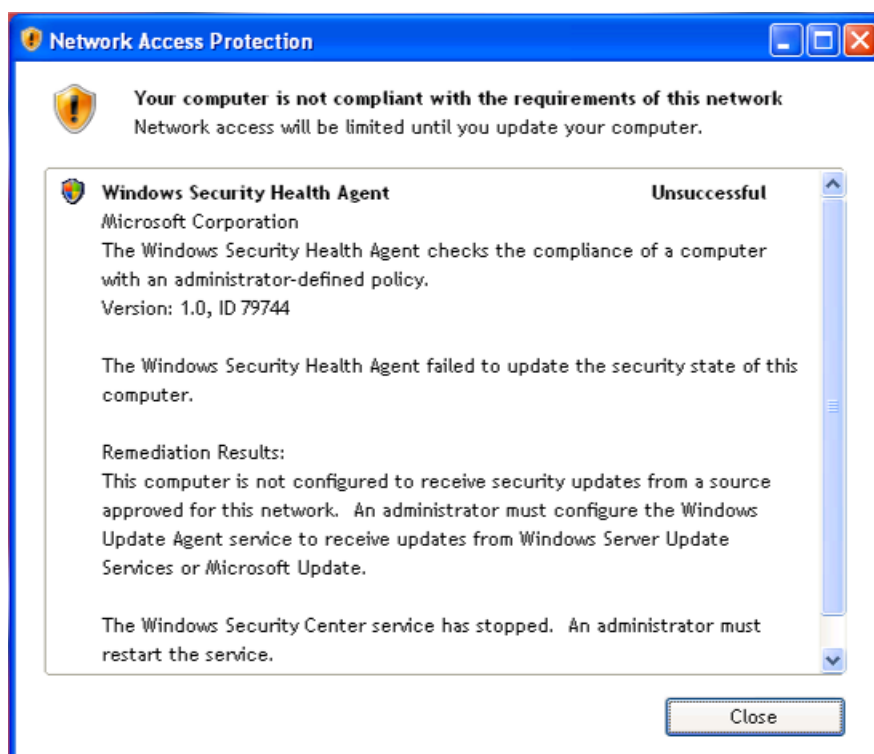 Network Access Protection
Your computer is not compliant with the requirements of this network
Network access will be limited until you update your computer.
Windows Security Health Agent Unsuccessful
Microsoft Corporation
The Windows Security Health Agent checks the compliance of a computer
with an administrator-defined policy.
Version: 1.0, ID 79744
The Windows Security Health Agent failed to update the security state of this
computer.
Remediation Results:
This computer is not configured to receive security updates from a source
approved for this network.  An administrator must configure the Windows
Update Agent service to receive updates from Windows Server Update
Services or Microsoft Update.
The Windows Security Center service has stopped.  An administrator must
restart the service.
Close